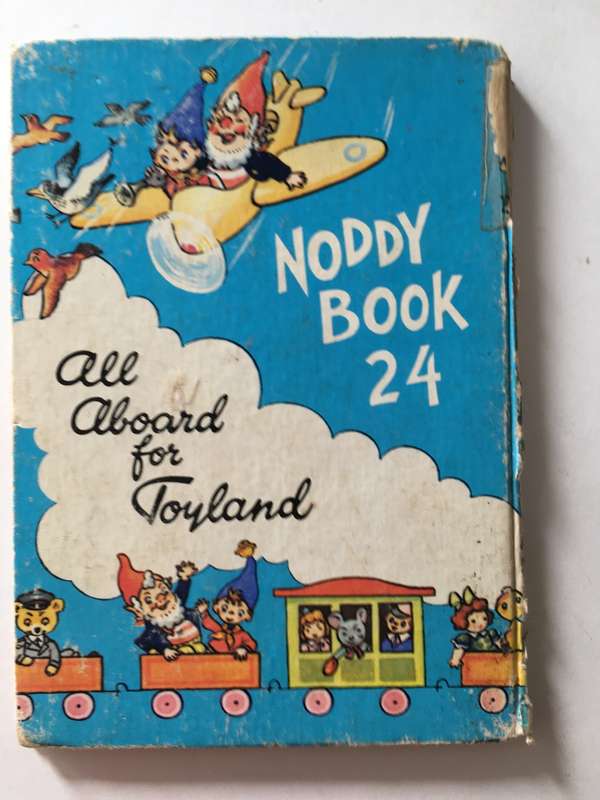 NODDY
BOOK
24
All
Aboard
for
Toyland